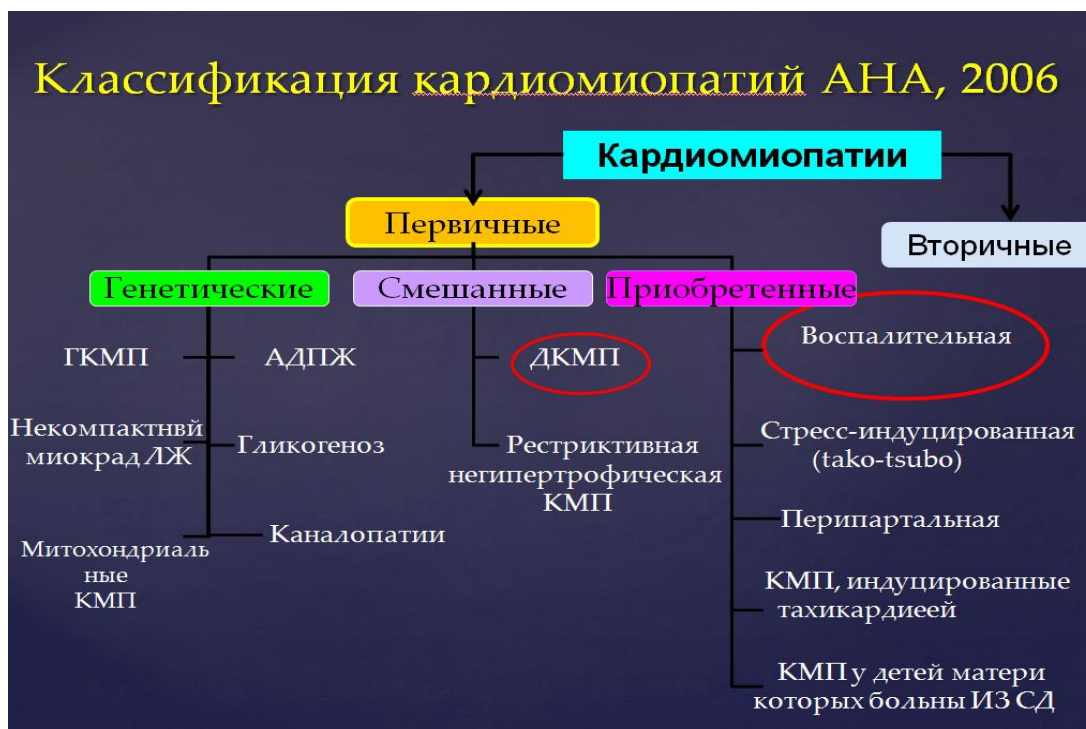 Классификация кардиомиопатий АНА, 2006
Кардиомиопатии
Первичные
Вторичные
Генетические
Смешанные
Приобретенные
ГКМП
АДПЖ
Некомпактнвй
миокрад ЛЖ
Гликогеноз
Митохондриаль
ные
КМП
Каналопатии
ДКМП
Рестриктивная
негипертрофическая
КМП
Воспалительная
Стресс-индуцированная
(tako-tsubo)
Перипартальная
КМП, индуцированные
тахикардиеей
КМП у детей матери
которых больны ИЗ СД